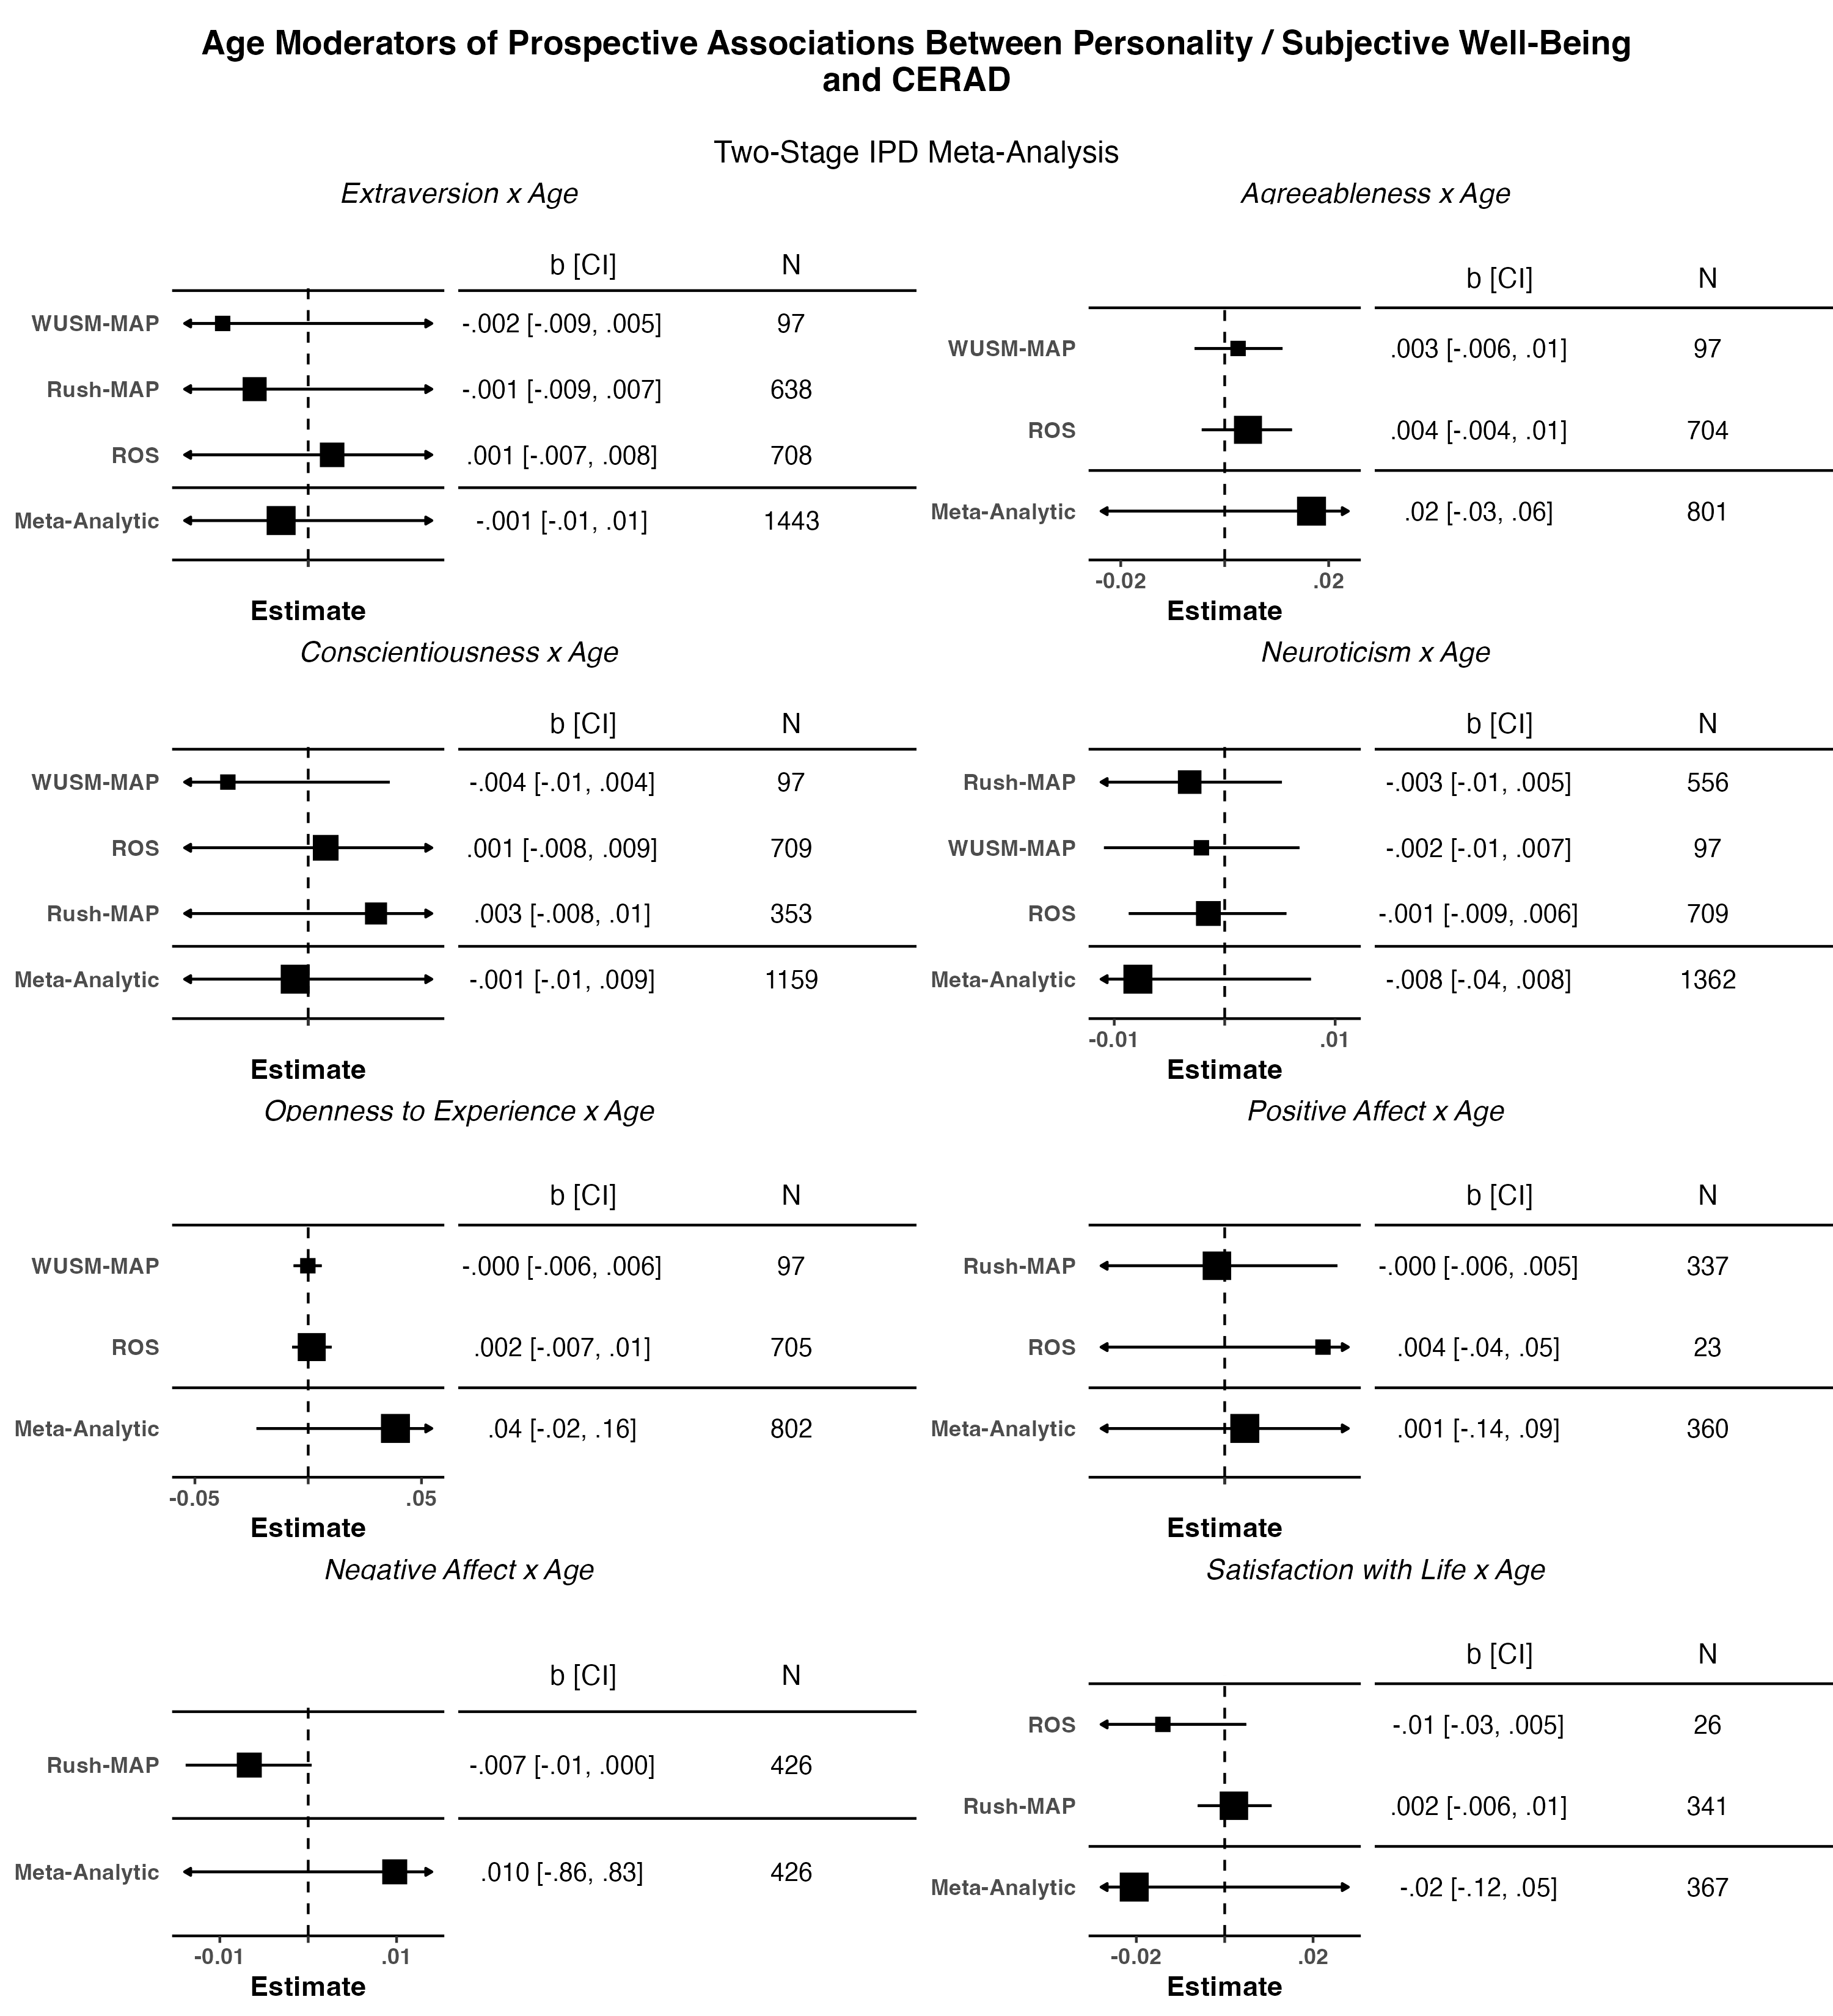 Age Moderators of Prospective Associations Between Personality / Subjective Well-Being
and CERAD
Two-Stage IPD Meta-Analysis
Extraversion x Age
b [CI] N
WUSM-MAP -.002 [-.009, .005] 97
Rush-MAP -.001 [-.009, .007] 638
ROS .001 [-.007, .008] 708
Meta-Analytic -.001 [-.01, .01] 1443
Estimate
Agreeableness x Age
b [CI] N
WUSM-MAP .003 [-.006, .01] 97
ROS .004 [-.004, .01] 704
Meta-Analytic .02 [-.03, .06] 801
-0.02 .02
Estimate
Conscientiousness x Age
b [CI] N
WUSM-MAP -.004 [-.01, .004] 97
ROS .001 [-.008, .009] 709
Rush-MAP .003 [-.008, .01] 353
Meta-Analytic -.001 [-.01, .009] 1159
Estimate
Neuroticism x Age
b [CI] N
Rush-MAP -.003 [-.01, .005] 556
WUSM-MAP -.002 [-.01, .007] 97
ROS -.001 [-.009, .006] 709
Meta-Analytic -.008 [-.04, .008] 1362
-0.01 .01
Estimate
Openness to Experience x Age
b [CI] N
WUSM-MAP -.000 [-.006, .006] 97
ROS .002 [-.007, .01] 705
Meta-Analytic .04 [-.02, .16] 802
-0.05 .05
Estimate
Positive Affect x Age
b [CI] N
Rush-MAP -.000 [-.006, .005] 337
ROS .004 [-.04, .05] 23
Meta-Analytic .001 [-.14, .09] 360
Estimate
Negative Affect x Age
b [CI] N
Rush-MAP -.007 [-.01, .000] 426
Meta-Analytic .010 [-.86, .83] 426
-0.01 .01
Estimate
Satisfaction with Life x Age
b [CI] N
ROS -.01 [-.03, .005] 26
Rush-MAP .002 [-.006, .01] 341
Meta-Analytic -.02 [-.12, .05] 367
-0.02 .02
Estimate